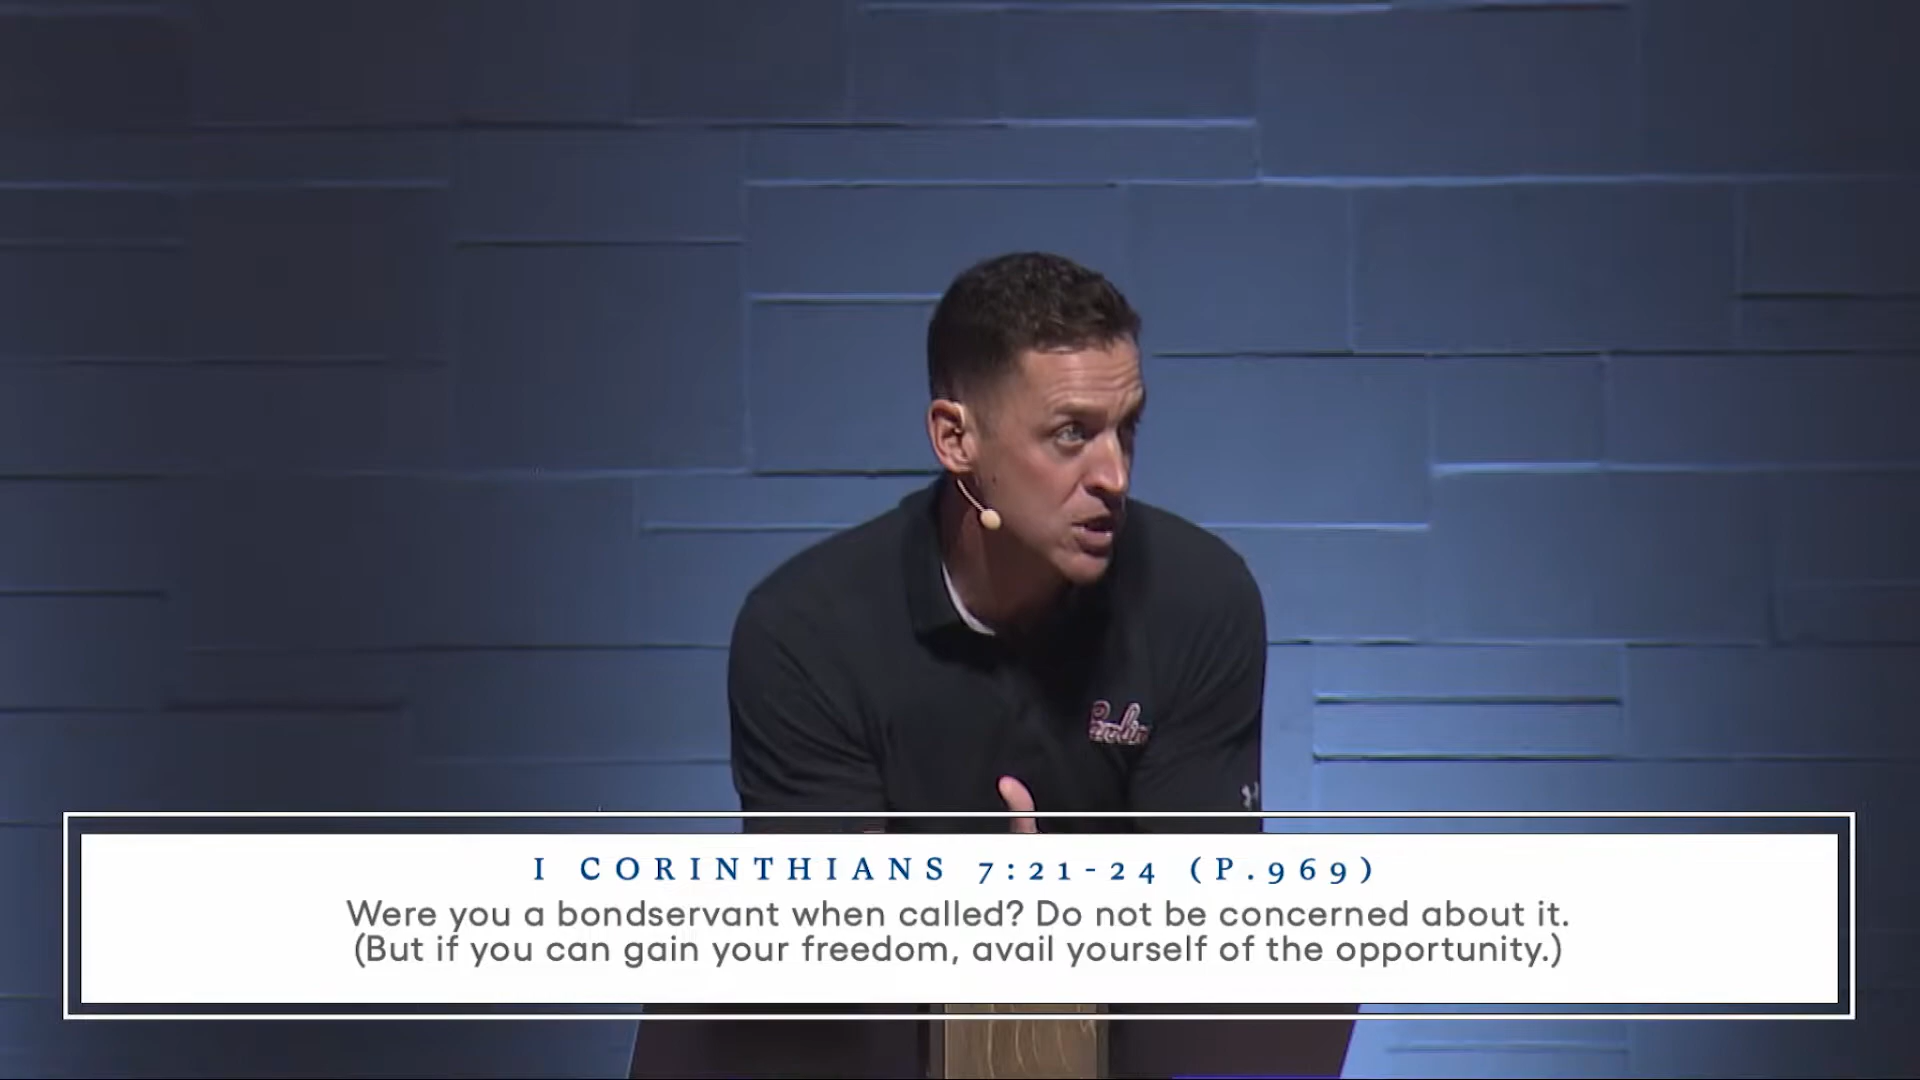 Carolina
I CORINTHIANS 7:21-24 (P.969)
Were you a bondservant when called? Do not be concerned about it.
(But if you can gain your freedom, avail yourself of the opportunity.)